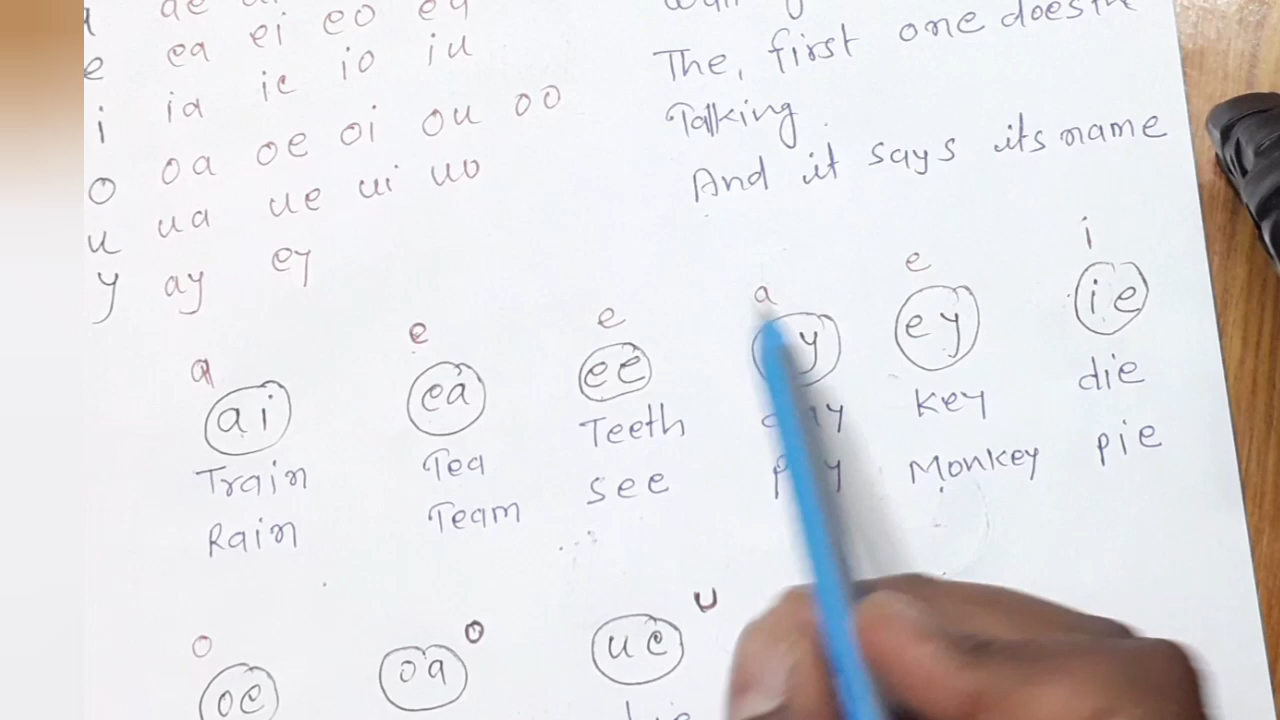 e ea ei eo
i ia ie io iu
o oa oe oi ou oo
u ua ue ui uo
y ay ey
The, first one doesn
Talking
And it says its name
a e e a e i
ai ea ee y ey ie
Train Tea Teeth key die
Rain Team see Monkey pie
o o u
oe oa ue